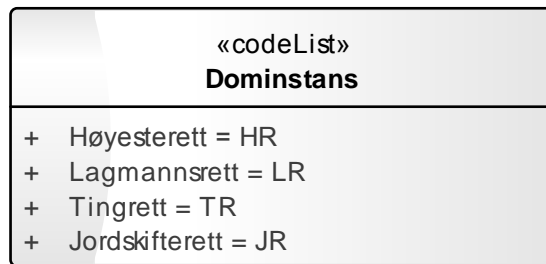 «codeList»
Dominstans
+ Høyesterett = HR
+ Lagmannsrett = LR
+ Tingrett = TR
+ Jordskifterett = JR